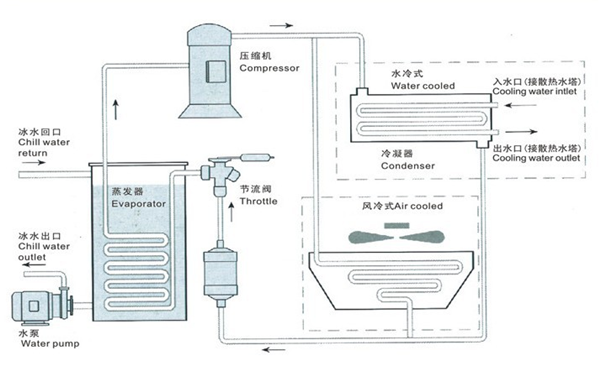 压缩机
Compressor
水冷式
Water cooled
入水口(接散热水塔)
Cooling water intlet
出水口(接散热水塔)
Cooling water outlet
冷凝器
Condenser
冰水回口
Chill water
return
蒸发器
Evaporator
节流阀
Throttle
风冷式Air cooled
冰水出口
Chill water
outlet
水泵
Water pump